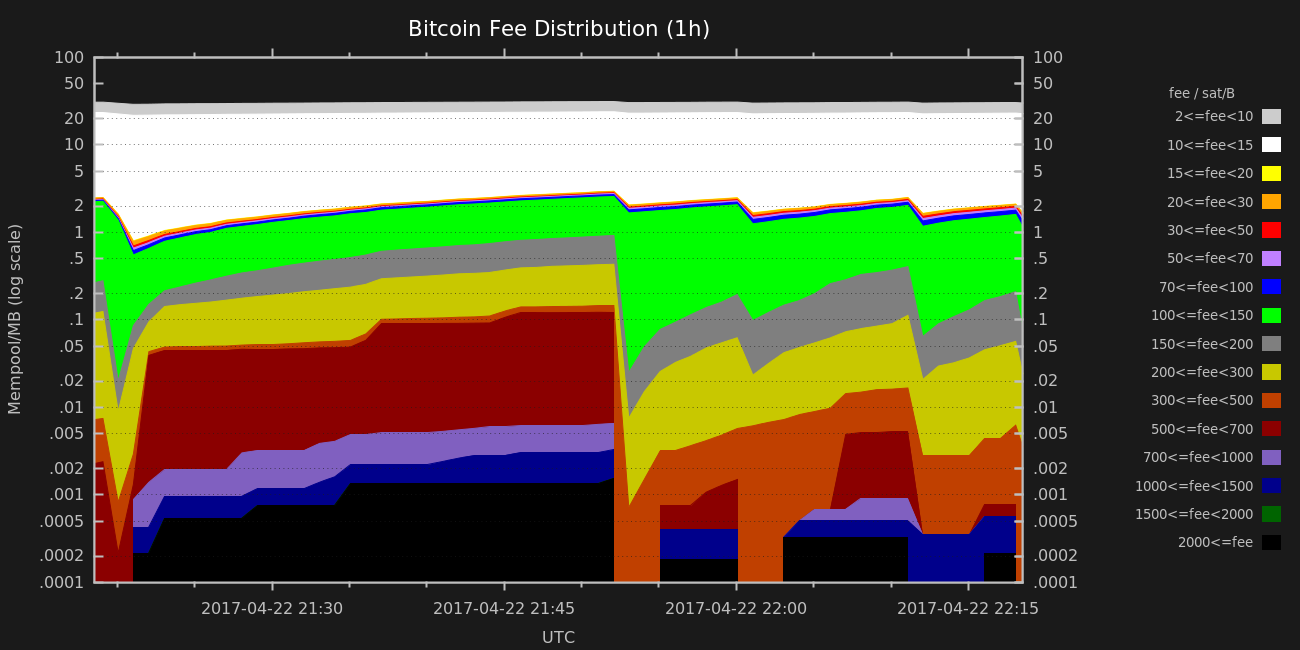 Bitcoin Fee Distribution (1h)
Mempool/MB (log scale)
100
50
20
10
5
2
1
.5
.2
.1
.05
.02
.01
.005
.002
.001
.0005
.0002
.0001
100
50
20
10
5
2
1
.5
.2
.1
.05
.02
.01
.005
.002
.001
.0005
.0002
.0001
2017-04-22 21:30 2017-04-22 21:45 2017-04-22 22:00 2017-04-22 22:15
UTC
fee / sat/B
2<=fee<10
10<=fee<15
15<=fee<20
20<=fee<30
30<=fee<50
50<=fee<70
70<=fee<100
100<=fee<150
150<=fee<200
200<=fee<300
300<=fee<500
500<=fee<700
700<=fee<1000
1000<=fee<1500
1500<=fee<2000
2000<=fee